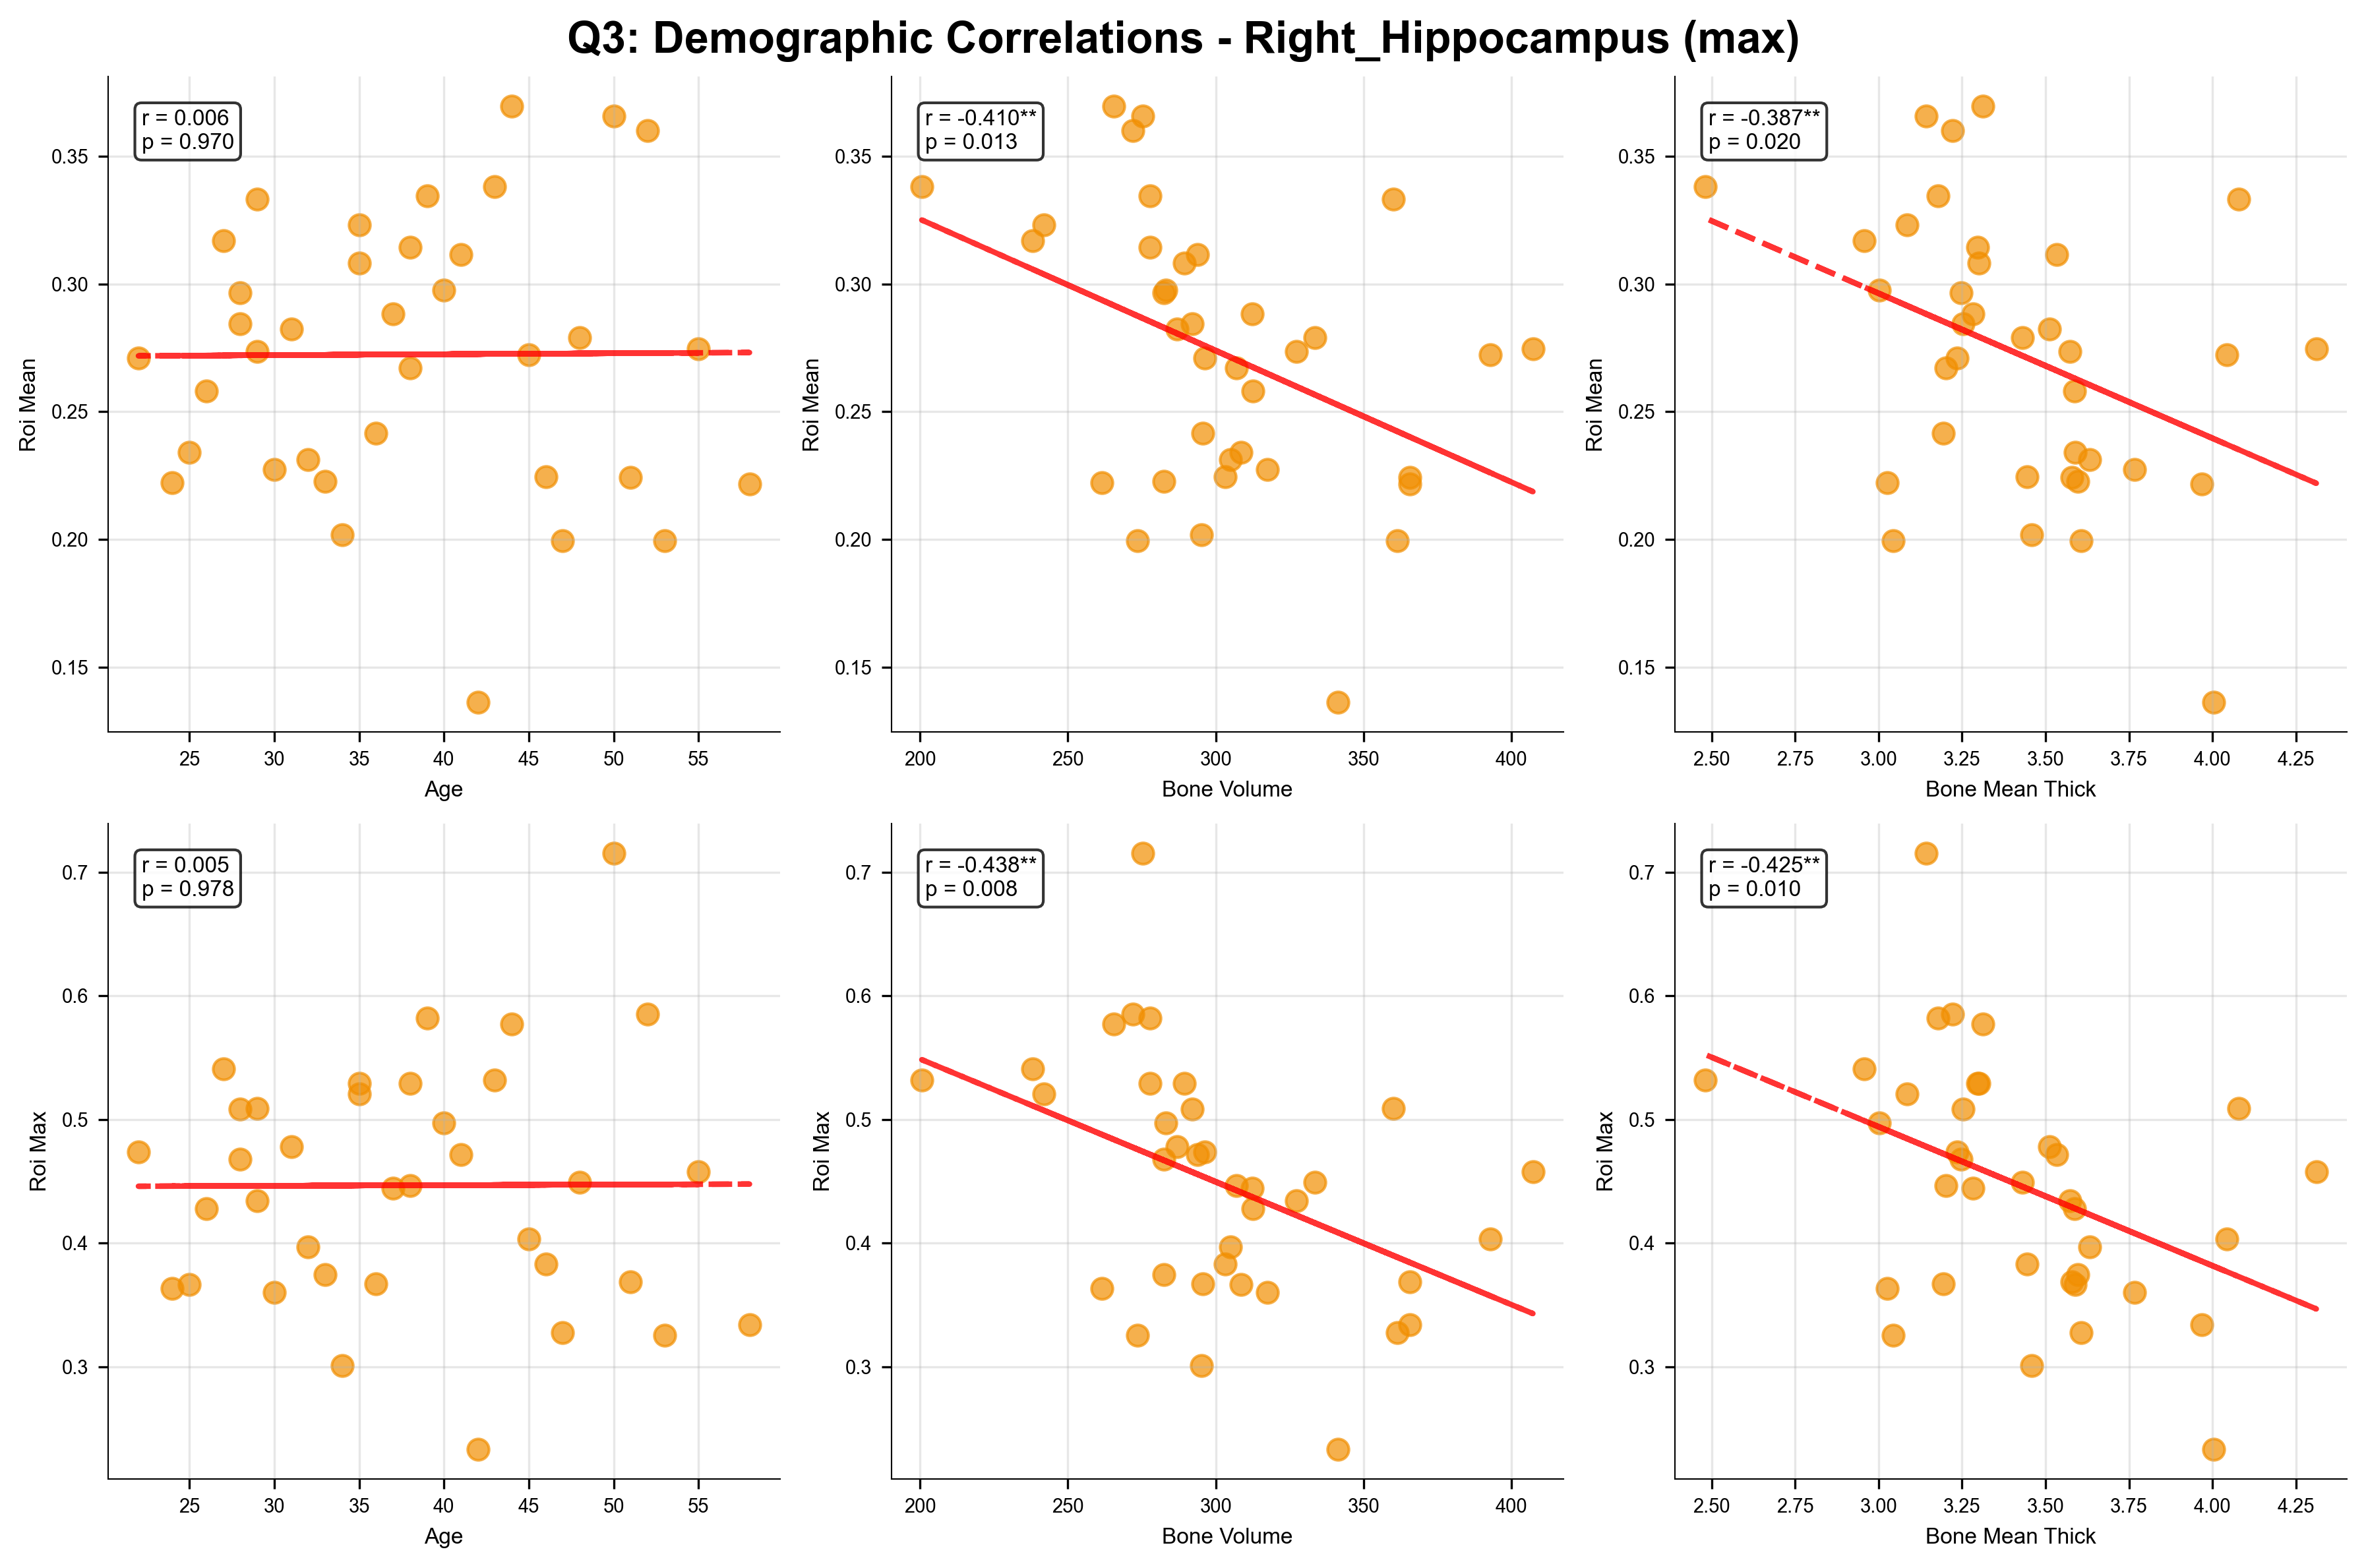 Q3: Demographic Correlations - Right_Hippocampus (max)
r = 0.006
p = 0.970
Roi Mean
0.35
0.30
0.25
0.20
0.15
25 30 35 40 45 50 55
Age
r = -0.410**
p = 0.013
Roi Mean
0.35
0.30
0.25
0.20
0.15
200 250 300 350 400
Bone Volume
r = -0.387**
p = 0.020
Roi Mean
0.35
0.30
0.25
0.20
0.15
2.50 2.75 3.00 3.25 3.50 3.75 4.00 4.25
Bone Mean Thick
r = 0.005
p = 0.978
Roi Max
0.7
0.6
0.5
0.4
0.3
25 30 35 40 45 50 55
Age
r = -0.438**
p = 0.008
Roi Max
0.7
0.6
0.5
0.4
0.3
200 250 300 350 400
Bone Volume
r = -0.425**
p = 0.010
Roi Max
0.7
0.6
0.5
0.4
0.3
2.50 2.75 3.00 3.25 3.50 3.75 4.00 4.25
Bone Mean Thick